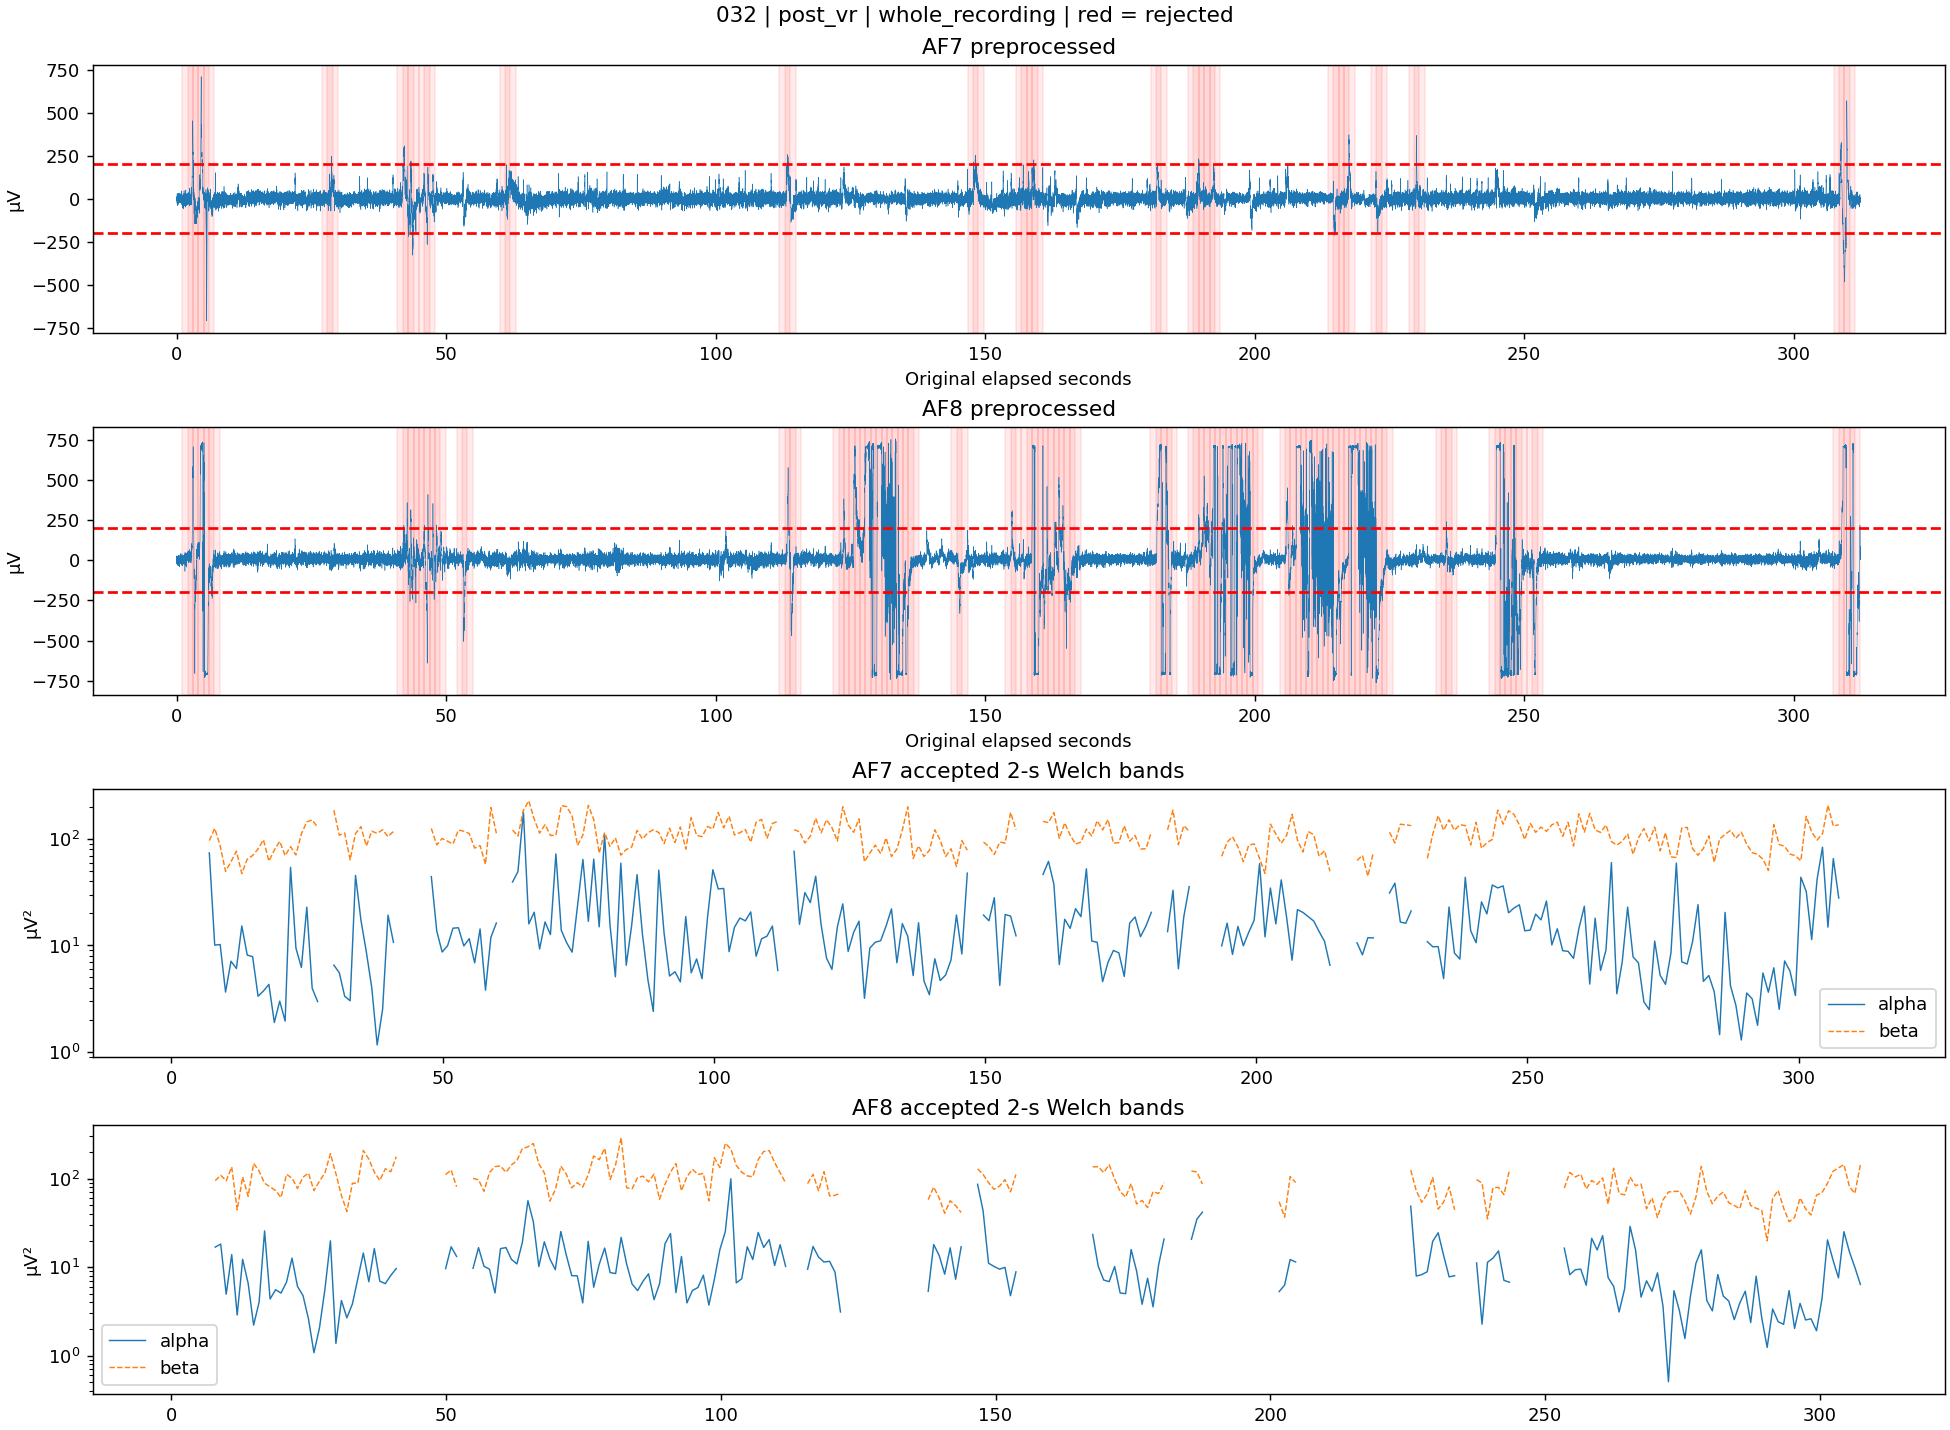 032 | post_vr | whole_recording | red = rejected
AF7 preprocessed
750
500
250
0
−250
−500
−750
µV
0 50 100 150 200 250 300
Original elapsed seconds
AF8 preprocessed
750
500
250
0
−250
−500
−750
µV
0 50 100 150 200 250 300
Original elapsed seconds
AF7 accepted 2-s Welch bands
10²
10¹
10⁰
µV²
alpha
beta
0 50 100 150 200 250 300
AF8 accepted 2-s Welch bands
10²
10¹
10⁰
µV²
alpha
beta
0 50 100 150 200 250 300